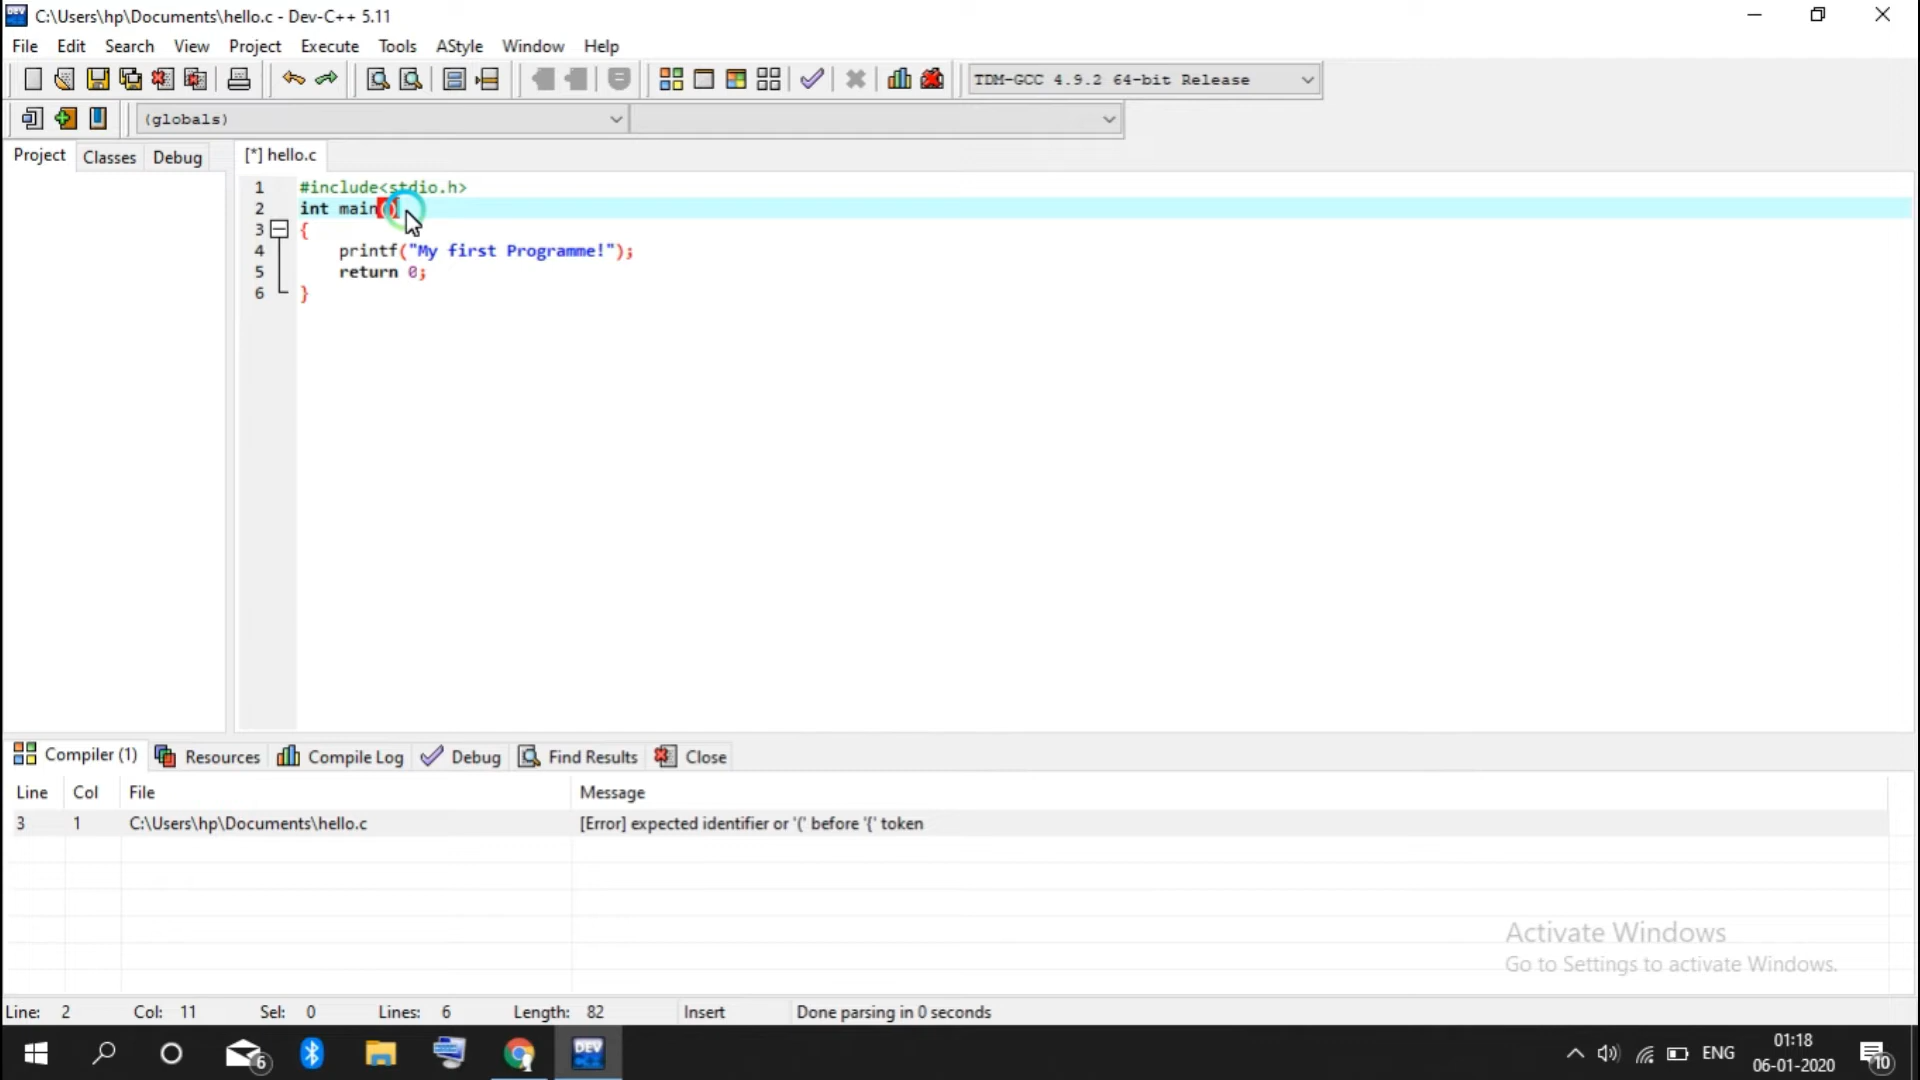 C:\Users\hp\Documents\hello.c - Dev-C++ 5.11
File Edit Search View Project Execute Tools AStyle Window Help
TDM-GCC 4.9.2 64-bit Release
(globals)
Project Classes Debug [*] hello.c
1 #include<stdio.h>
2 int main()
3 {
4 printf("My first Programme!");
5 return 0;
6 }
Compiler (1) Resources Compile Log Debug Find Results Close
Line Col File Message
3 1 C:\Users\hp\Documents\hello.c [Error] expected identifier or '(' before '{' token
Activate Windows
Go to Settings to activate Windows.
Line: 2 Col: 11 Sel: 0 Lines: 6 Length: 82 Insert Done parsing in 0 seconds
6 DEV ENG 01:18
06-01-2020 10